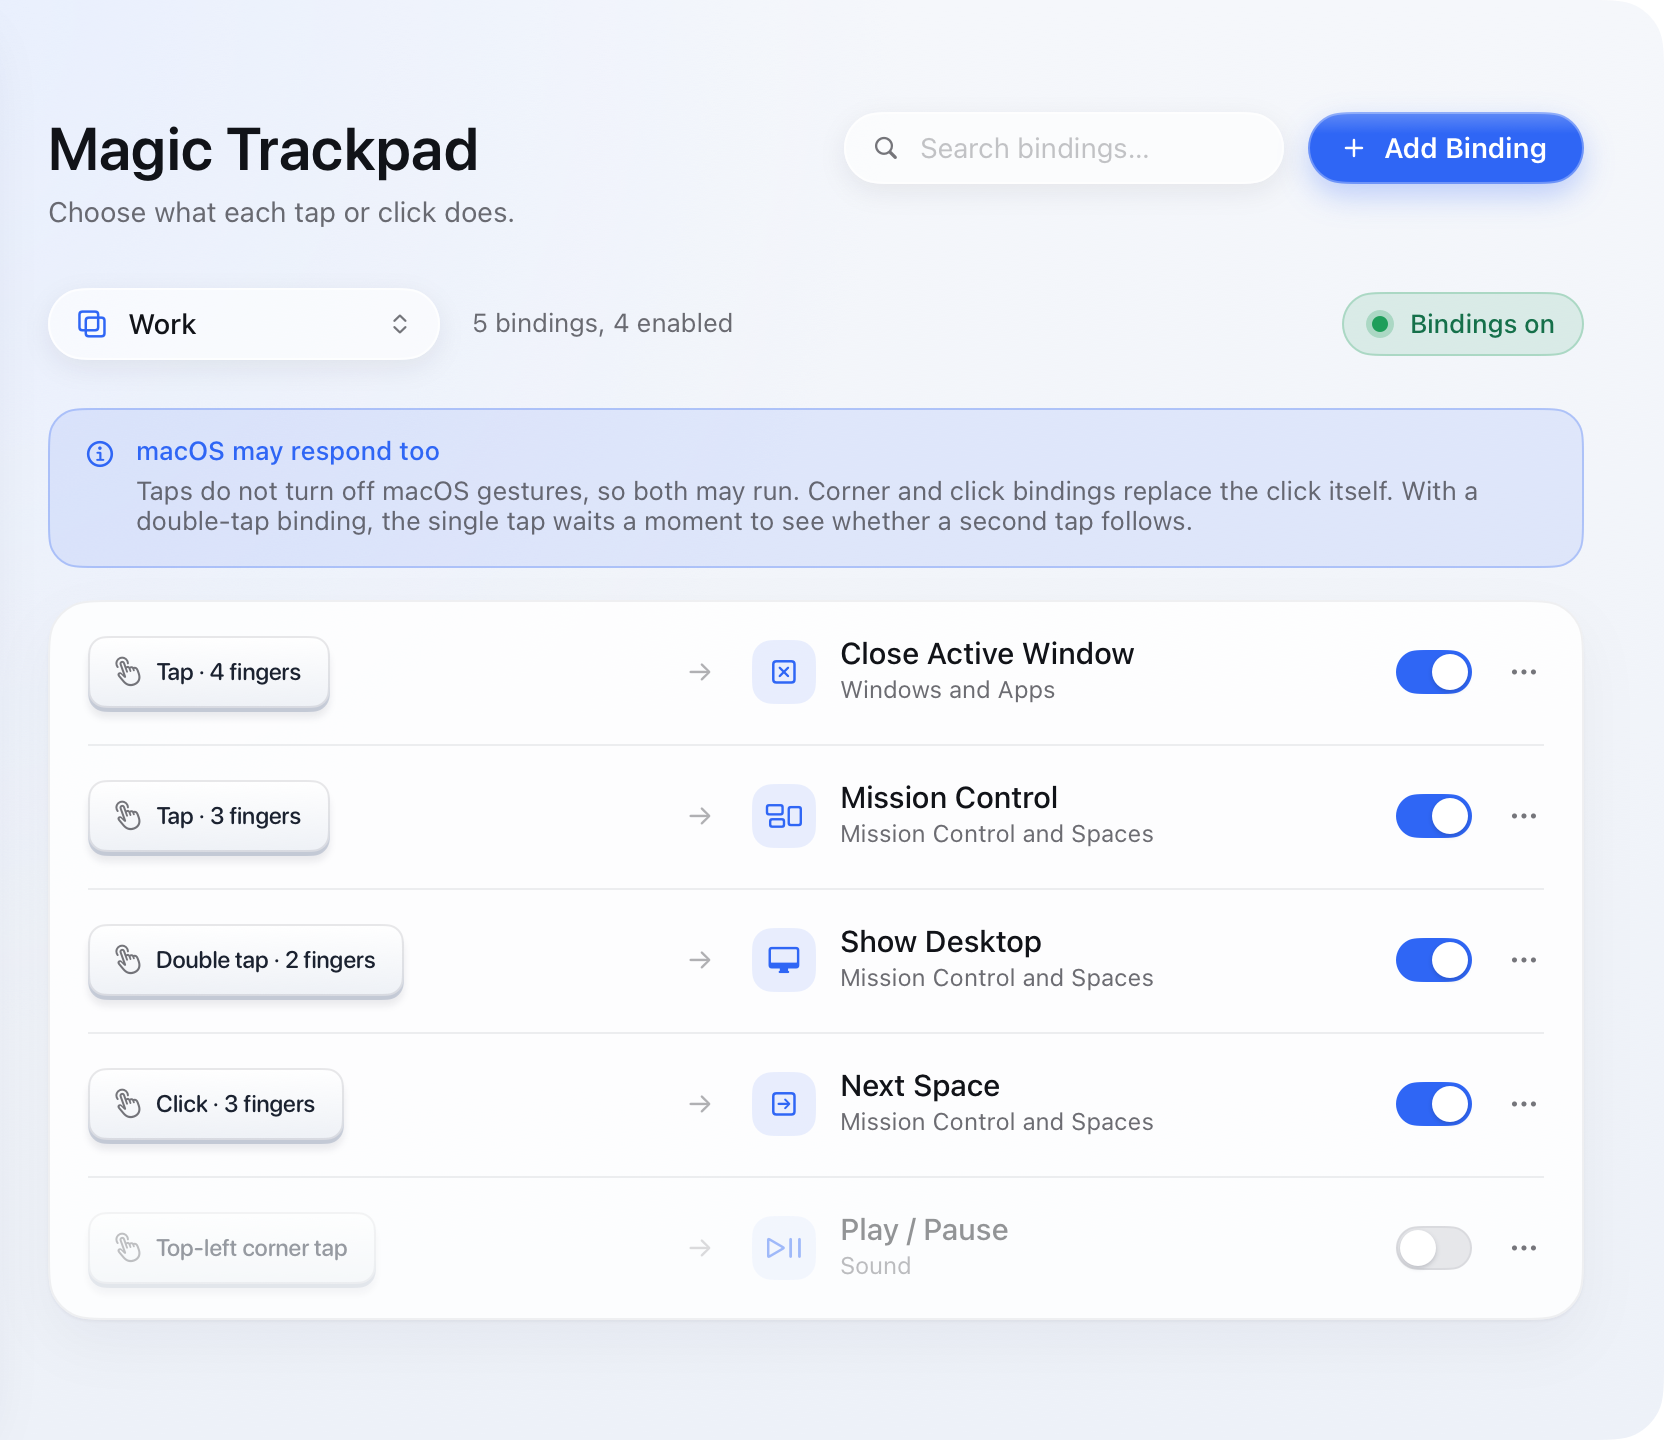 Magic Trackpad
Choose what each tap or click does.
Search bindings...
Add Binding
Work
5 bindings, 4 enabled
Bindings on
macOS may respond too
Taps do not turn off macOS gestures, so both may run. Corner and click bindings replace the click itself. With a
double-tap binding, the single tap waits a moment to see whether a second tap follows.
Tap · 4 fingers
Close Active Window
Windows and Apps
Tap · 3 fingers
Mission Control
Mission Control and Spaces
Double tap · 2 fingers
Show Desktop
Mission Control and Spaces
Click · 3 fingers
Next Space
Mission Control and Spaces
Top-left corner tap
Play / Pause
Sound